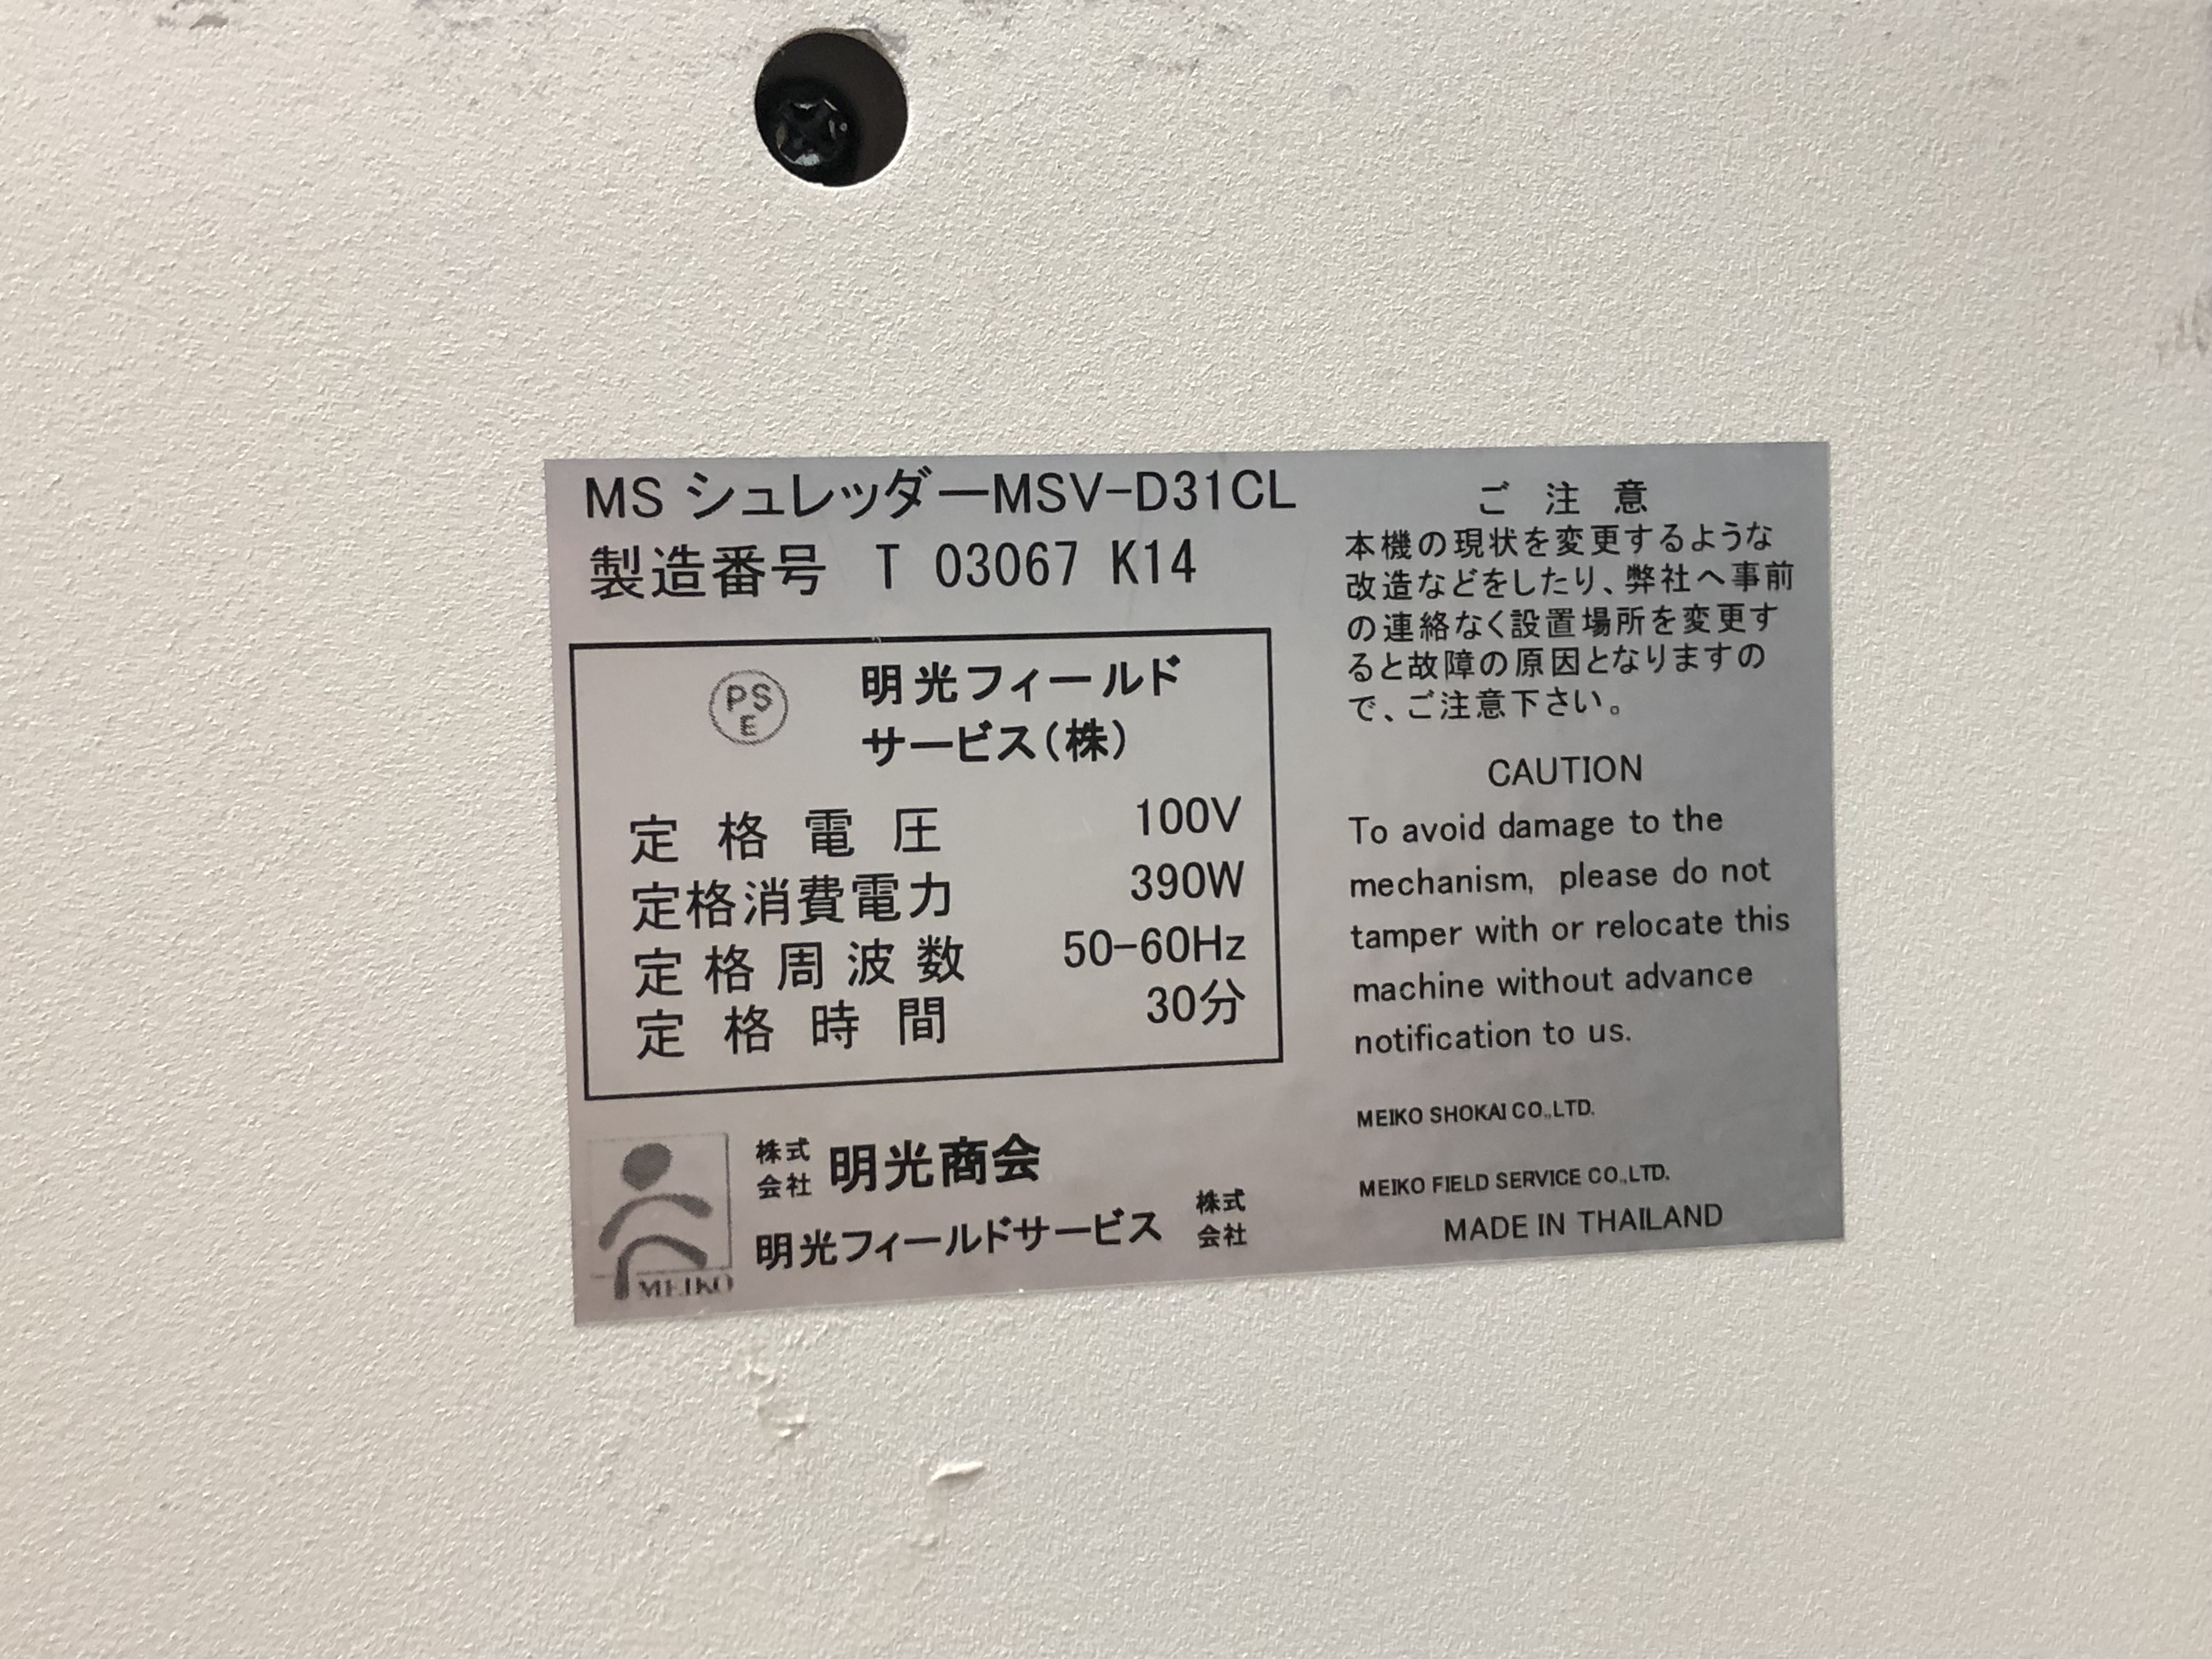 MS シュレッダーMSV-D31CL
製造番号 T 03067 K14
PS
E
明光フィールド
サービス(株)
定格電圧 100V
定格消費電力 390W
定格周波数 50-60Hz
定格時間 30分
MEIKO
株式
会社
明光商会
明光フィールドサービス
株式
会社
ご注意
本機の現状を変更するような
改造などをしたり、弊社へ事前
の連絡なく設置場所を変更す
ると故障の原因となりますの
で、ご注意下さい。
CAUTION
To avoid damage to the
mechanism, please do not
tamper with or relocate this
machine without advance
notification to us.
MEIKO SHOKAI CO.,LTD.
MEIKO FIELD SERVICE CO.,LTD.
MADE IN THAILAND